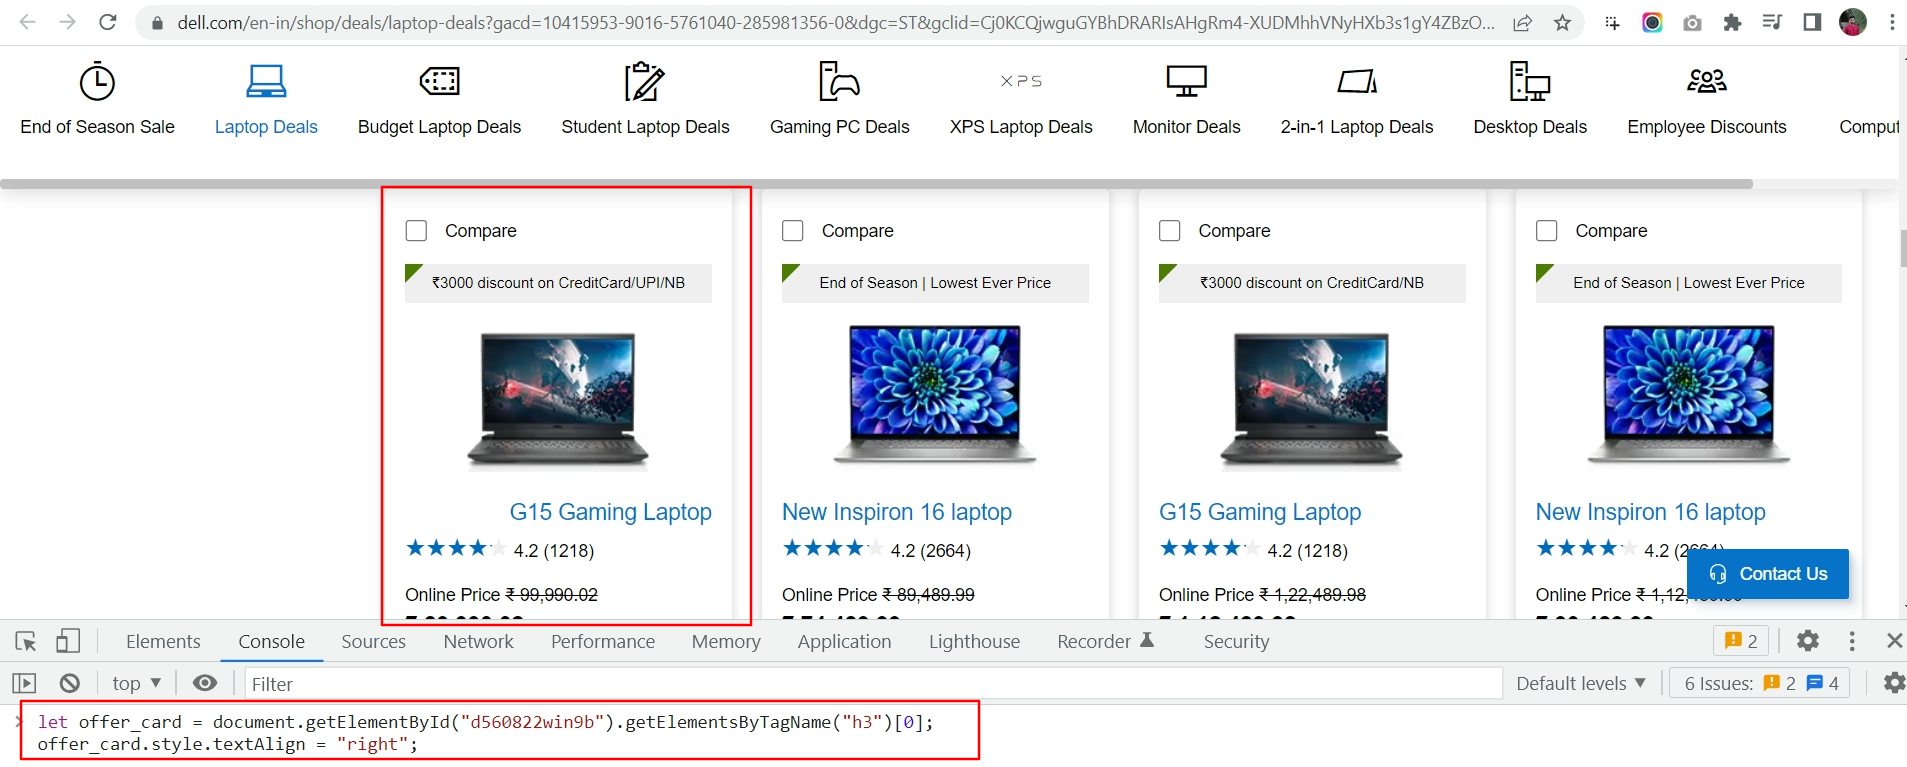 dell.com/en-in/shop/deals/laptop-deals?gacd=10415953-9016-5761040-285981356-0&dgc=ST&gclid=Cj0KCQjwguGYBhDRARIsAHgRm4-XUDMhhVNyHXb3s1gY4ZBzO...
XPS
End of Season Sale Laptop Deals Budget Laptop Deals Student Laptop Deals Gaming PC Deals XPS Laptop Deals Monitor Deals 2-in-1 Laptop Deals Desktop Deals Employee Discounts Comput
Compare Compare Compare Compare
₹3000 discount on CreditCard/UPI/NB End of Season | Lowest Ever Price ₹3000 discount on CreditCard/NB End of Season | Lowest Ever Price
G15 Gaming Laptop New Inspiron 16 laptop G15 Gaming Laptop New Inspiron 16 laptop
4.2 (1218) 4.2 (2664) 4.2 (1218) 4.2
Contact Us
Online Price ₹ 99,990.02 Online Price ₹ 89,489.99 Online Price ₹ 1,22,489.98 Online Price ₹ 1,12,
Elements Console Sources Network Performance Memory Application Lighthouse Recorder Security 2
top ▼ Filter Default levels ▼ 6 Issues: 2 4
let offer_card = document.getElementById("d560822win9b").getElementsByTagName("h3")[0];
offer_card.style.textAlign = "right";